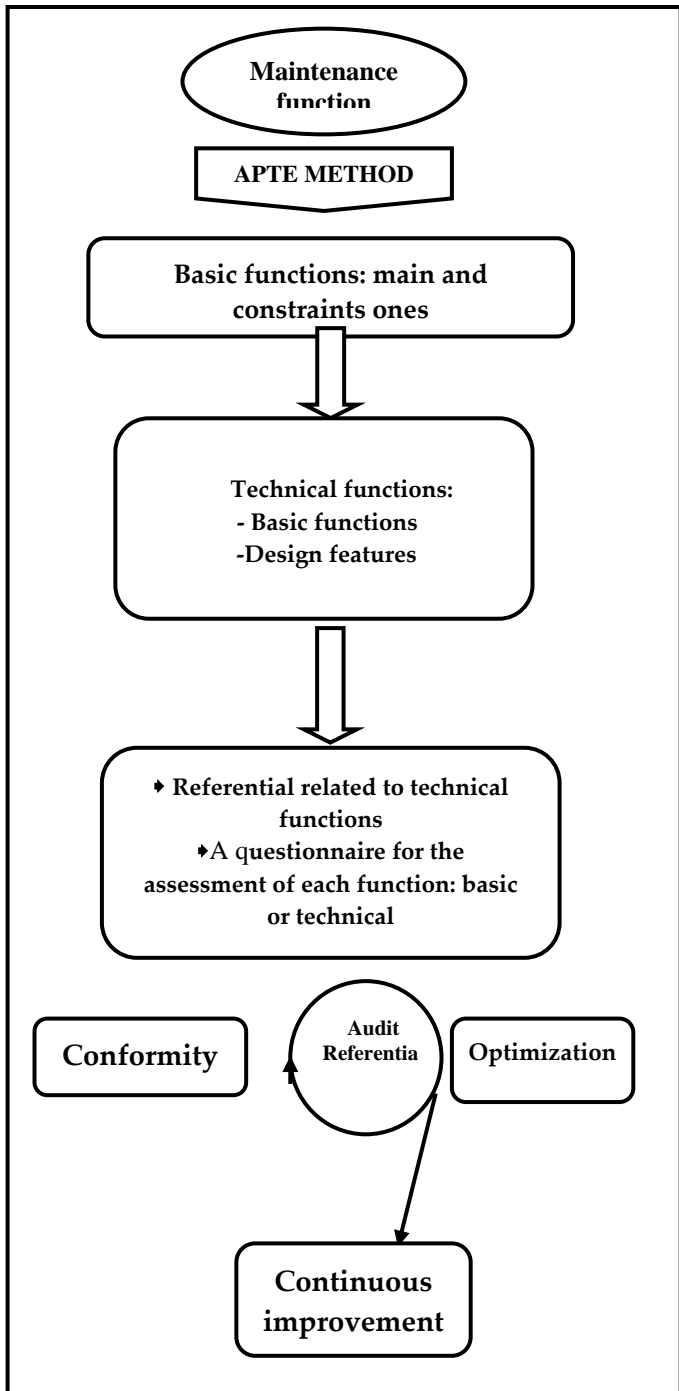 Maintenance
function
APTE METHOD
Basic functions: main and
constraints ones
Technical functions:
- Basic functions
-Design features
Referential related to technical
functions
A questionnaire for the
assessment of each function: basic
or technical
Audit
Referentia
Conformity
Optimization
Continuous
improvement